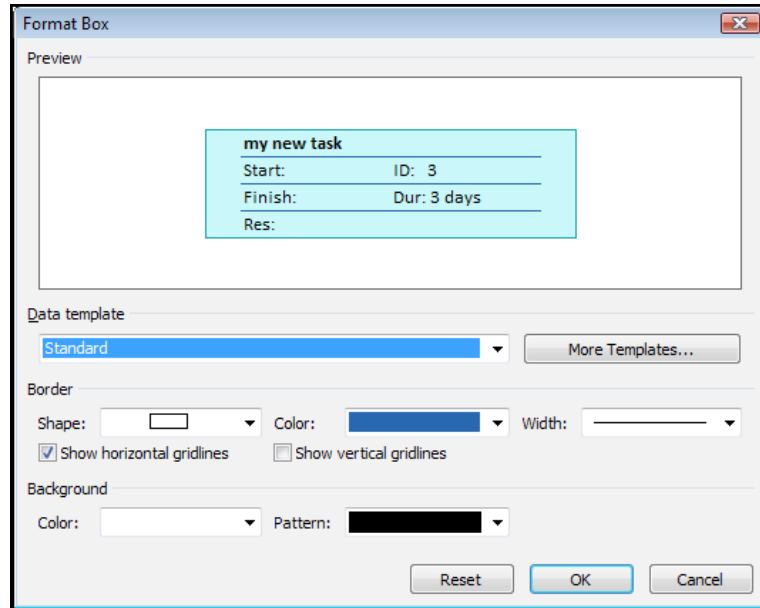 Format Box
Preview
my new task
Start: ID: 3
Finish: Dur: 3 days
Res:
Data template
Standard More Templates...
Border
Shape: Color: Width:
Show horizontal gridlines Show vertical gridlines
Background
Color: Pattern:
Reset OK Cancel